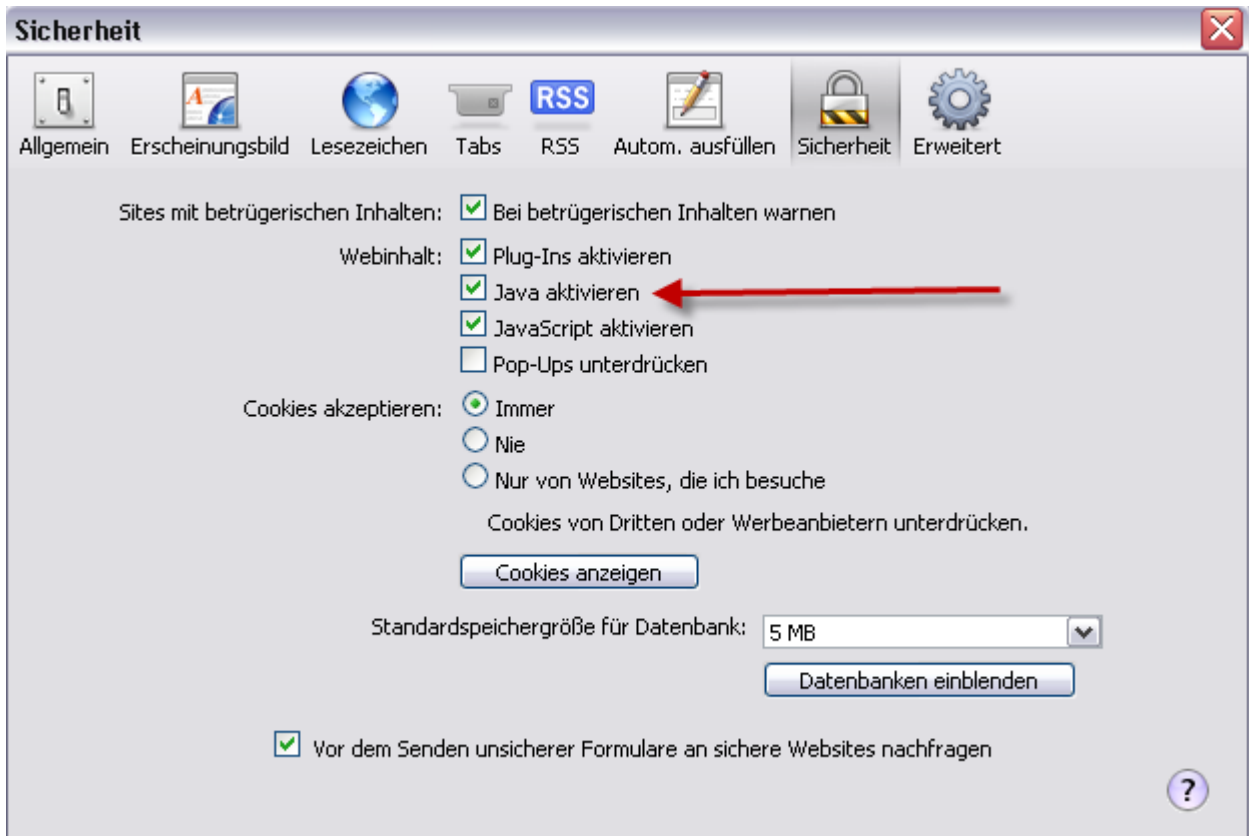 Sicherheit
RSS
Allgemein Erscheinungsbild Lesezeichen Tabs RSS Autom. ausfüllen Sicherheit Erweitert
Sites mit betrügerischen Inhalten: Bei betrügerischen Inhalten warnen
Webinhalt: Plug-Ins aktivieren
Java aktivieren
JavaScript aktivieren
Pop-Ups unterdrücken
Cookies akzeptieren: Immer
Nie
Nur von Websites, die ich besuche
Cookies von Dritten oder Werbeanbietern unterdrücken.
Cookies anzeigen
Standardspeichergröße für Datenbank: 5 MB
Datenbanken einblenden
Vor dem Senden unsicherer Formulare an sichere Websites nachfragen
?